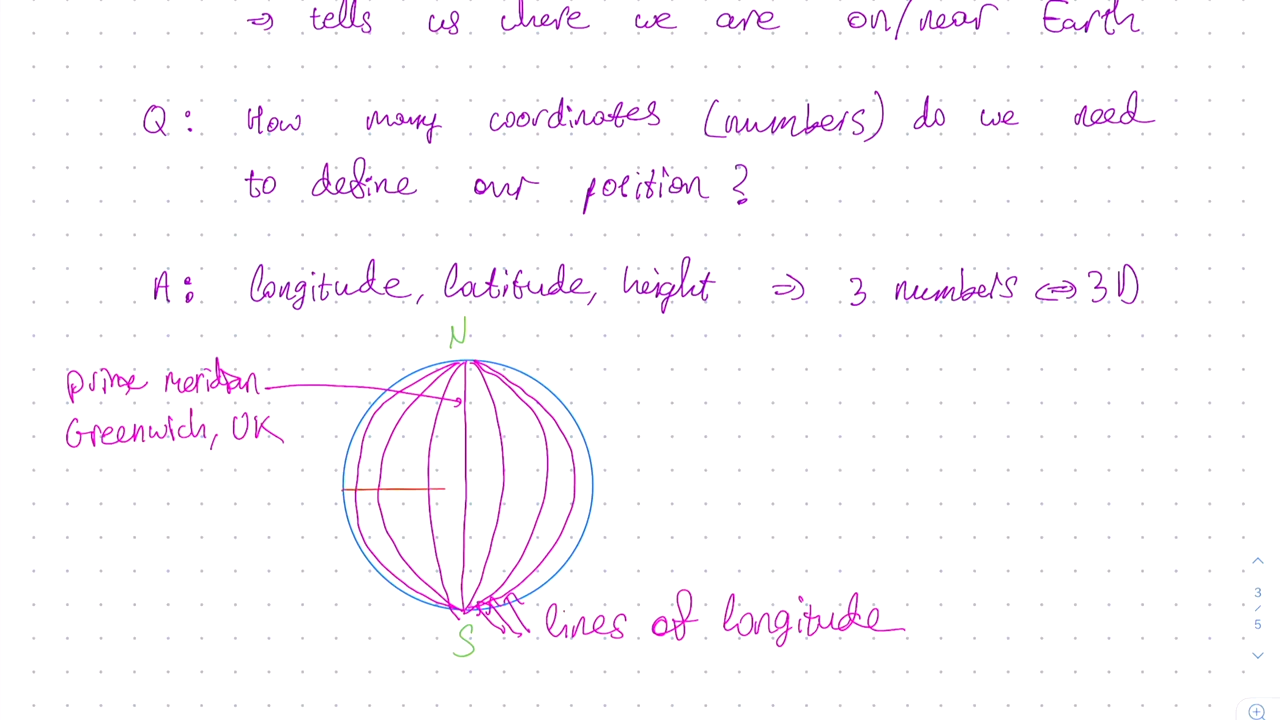 ⇒ tells us where we are on/near Earth
Q: How many coordinates (numbers) do we need
to define our position?
A: longitude, latitude, height ⇒ 3 numbers ⇔ 3D
N
prime meridian
Greenwich, UK
lines of longitude
S
3
/
5